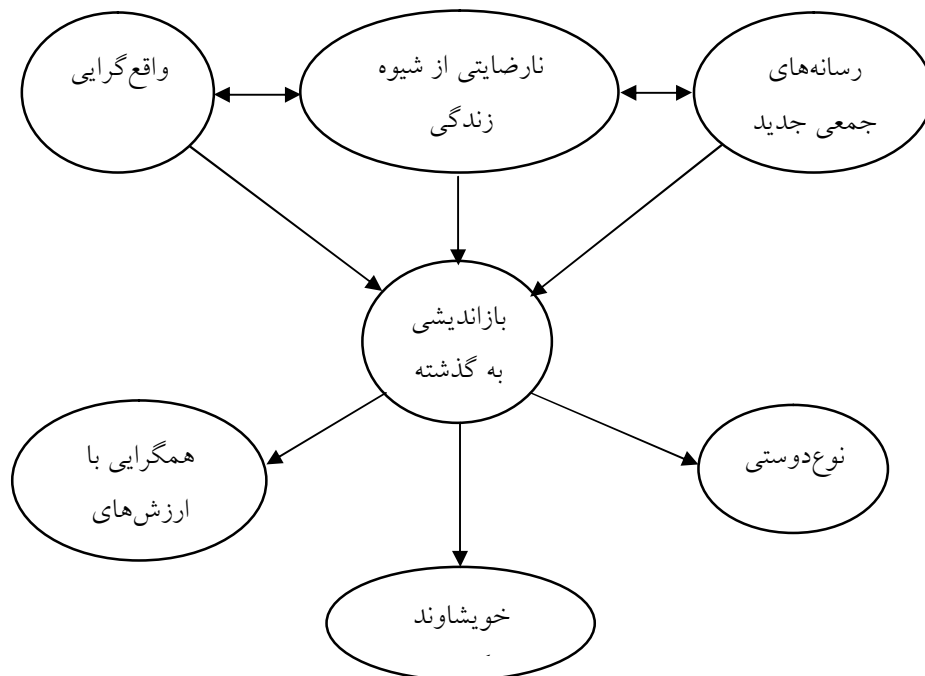 رسانه‌های
جمعی جدید
نارضایتی از شیوه
زندگی
واقع‌گرایی
بازاندیشی
به گذشته
نوع‌دوستی
همگرایی با
ارزش‌های
خویشاوند